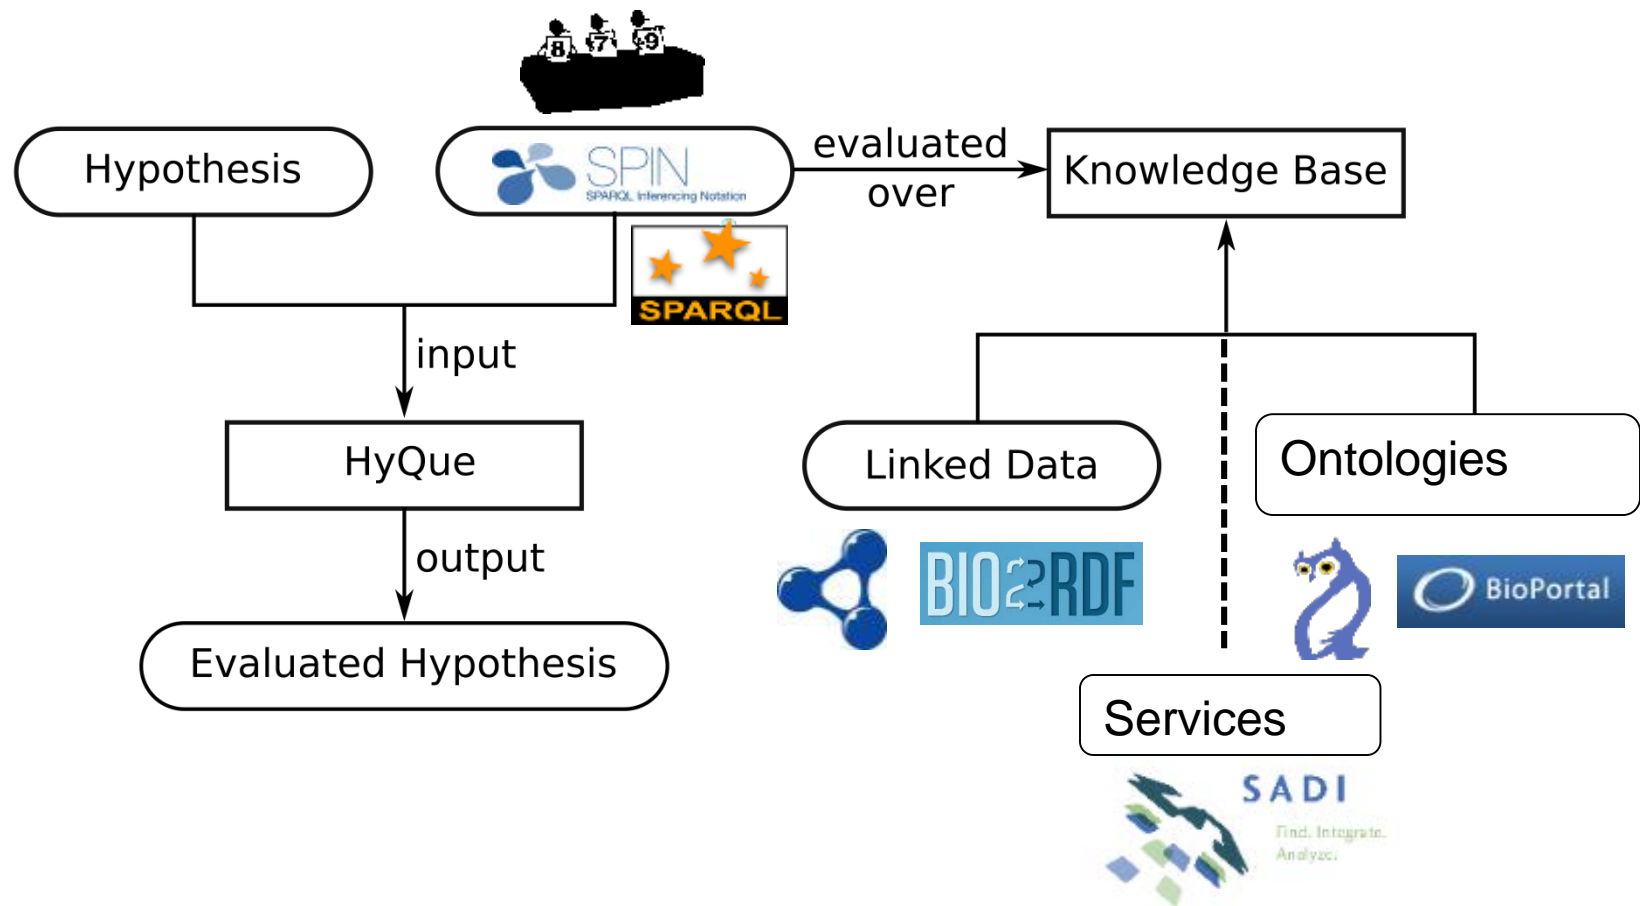 8 7 9
Hypothesis
SPIN
SPARQL Inferencing Notation
evaluated
over
Knowledge Base
SPARQL
input
HyQue
Linked Data
Ontologies
output
BIO2RDF
BioPortal
Evaluated Hypothesis
Services
SADI
Find. Integrate.
Analyze.